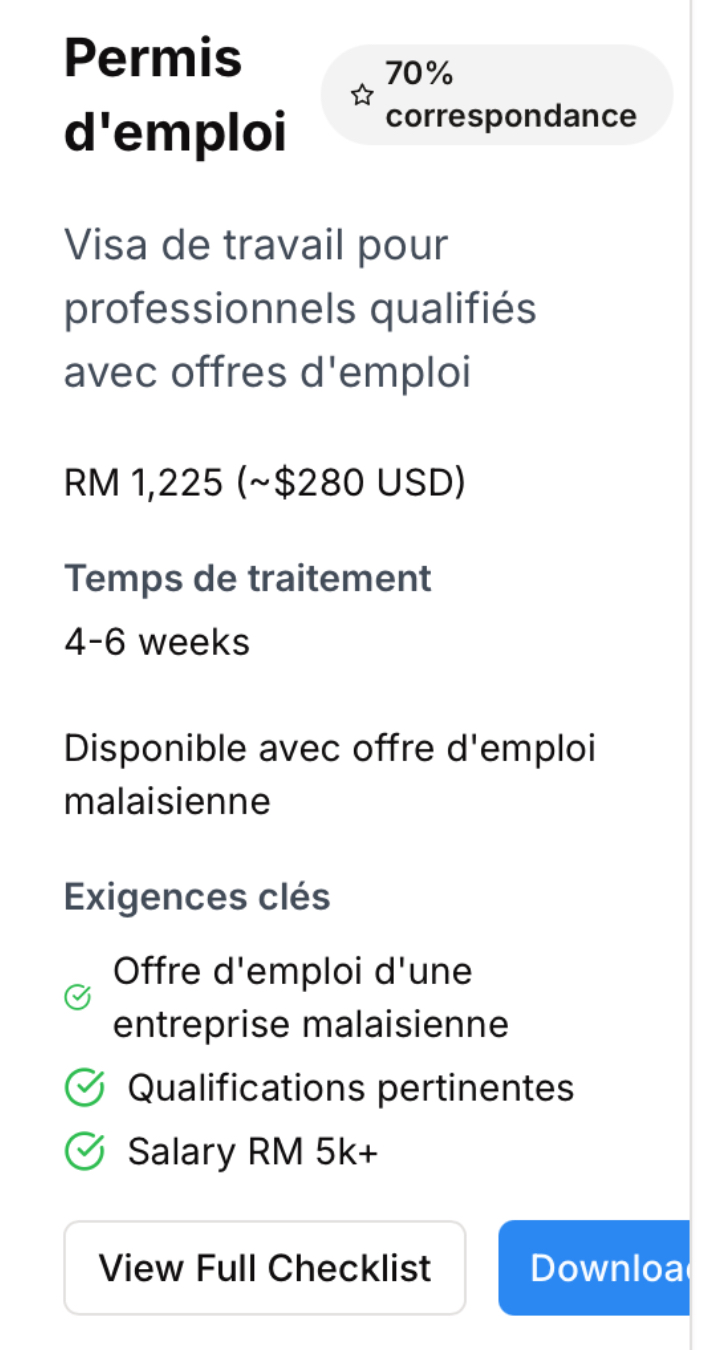 Permis
d'emploi
70%
correspondance
Visa de travail pour
professionnels qualifiés
avec offres d'emploi
RM 1,225 (~$280 USD)
Temps de traitement
4-6 weeks
Disponible avec offre d'emploi
malaisienne
Exigences clés
Offre d'emploi d'une
entreprise malaisienne
Qualifications pertinentes
Salary RM 5k+
View Full Checklist
Downloa